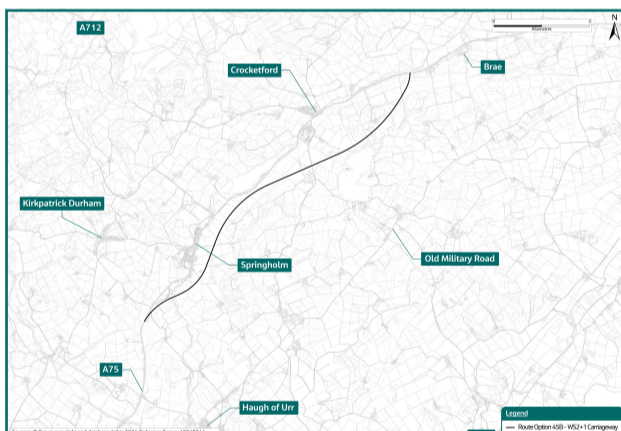 A712
N
Kilometres
Crocketford
Brae
Kirkpatrick Durham
Springholm
Old Military Road
A75
Haugh of Urr
Legend
Route Option 45B - WS2+1 Carriageway